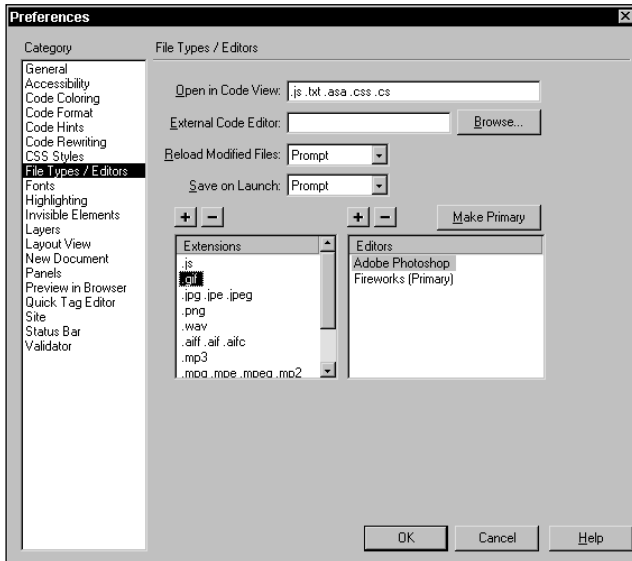 Preferences
Category
General
Accessibility
Code Coloring
Code Format
Code Hints
Code Rewriting
CSS Styles
File Types / Editors
Fonts
Highlighting
Invisible Elements
Layers
Layout View
New Document
Panels
Preview in Browser
Quick Tag Editor
Site
Status Bar
Validator
File Types / Editors
Open in Code View: .js .txt .asa .css .cs
External Code Editor: Browse...
Reload Modified Files: Prompt
Save on Launch: Prompt
+ − + − Make Primary
Extensions
.js
.gif
.jpg .jpe .jpeg
.png
.wav
.aiff .aif .aifc
.mp3
.mpg .mpe .mpeg .mp2
Editors
Adobe Photoshop
Fireworks (Primary)
OK Cancel Help